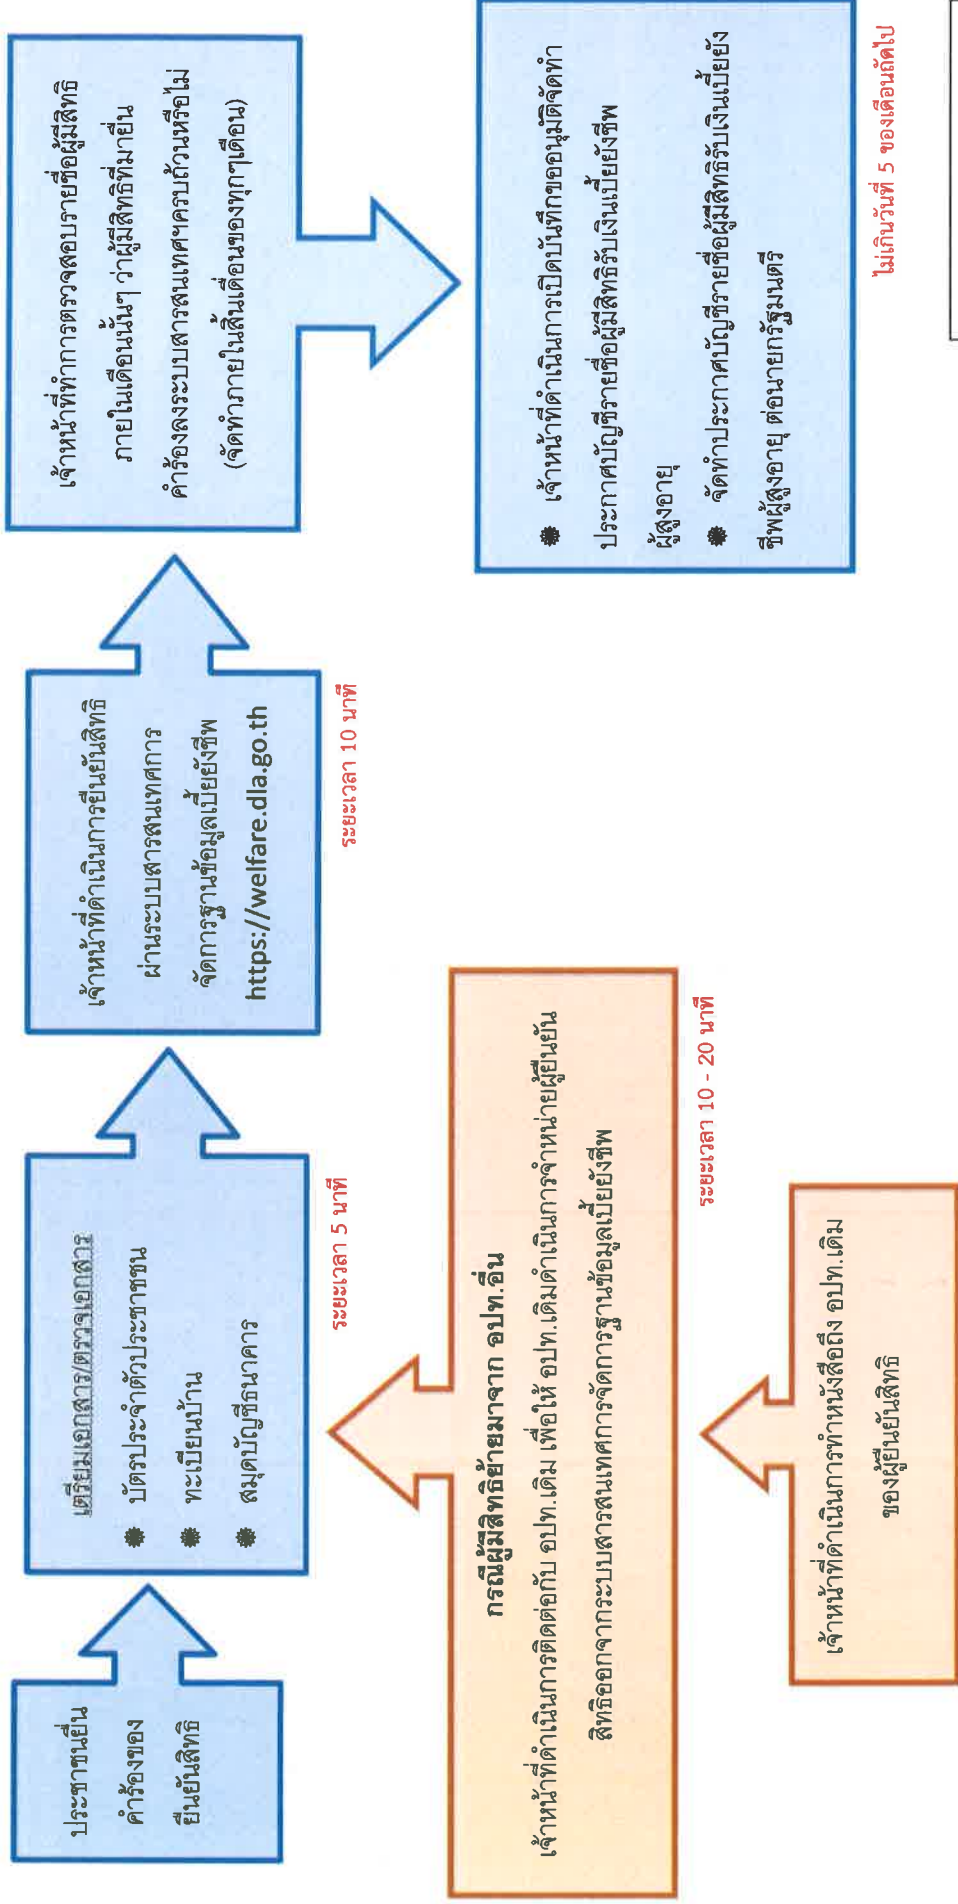 ประชาชนยื่น
คำร้องของ
ยืนยันสิทธิ
เตรียมเอกสาร/ตรวจเอกสาร
บัตรประจำตัวประชาชชน
ทะเบียนบ้าน
สมุดบัญชีธนาคาร
ระยะเวลา 5 นาที
เจ้าหน้าที่ดำเนินการยืนยันสิทธิ
ผ่านระบบสารสนเทศการ
จัดการฐานข้อมูลเบี้ยยังชีพ
https://welfare.dla.go.th
ระยะเวลา 10 นาที
เจ้าหน้าที่ทำการตรวจสอบรายชื่อผู้มีสิทธิ
ภายในเดือนนั้นๆ ว่าผู้มีสิทธิที่มายื่น
คำร้องลงระบบสารสนเทศฯครบถ้วนหรือไม่
(จัดทำภายในสิ้นเดือนของทุกๆเดือน)
เจ้าหน้าที่ดำเนินการเปิดบันทึกขออนุมัติจัดทำ
ประกาศบัญชีรายชื่อผู้มีสิทธิรับเงินเบี้ยยังชีพ
ผู้สูงอายุ
จัดทำประกาศบัญชีรายชื่อผู้มีสิทธิรับเงินเบี้ยยัง
ชีพผู้สูงอายุ ต่อนายกรัฐมนตรี
ไม่เกินวันที่ 5 ของเดือนถัดไป
กรณีผู้มีสิทธิย้ายมาจาก อปท.อื่น
เจ้าหน้าที่ดำเนินการติดต่อกับ อปท.เดิม เพื่อให้ อปท.เดิมดำเนินการจำหน่ายผู้ยืนยัน
สิทธิออกจากระบบสารสนเทศการจัดการฐานข้อมูลเบี้ยยังชีพ
ระยะเวลา 10 - 20 นาที
เจ้าหน้าที่ดำเนินการทำหนังสือถึง อปท.เดิม
ของผู้ยืนยันสิทธิ